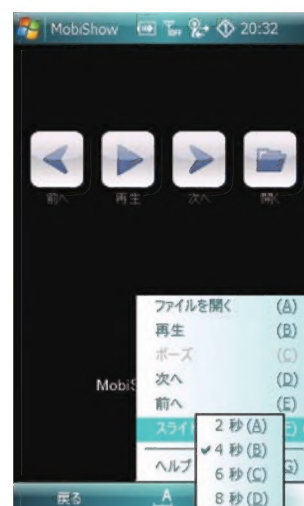 MobiShow 20:32
前へ 再生 次へ 開く
ファイルを開く (A)
再生 (B)
ポーズ (C)
次へ (D)
前へ (E)
スライ
2 秒 (A)
4 秒 (B)
6 秒 (C)
8 秒 (D)
ヘルプ G)
戻る A